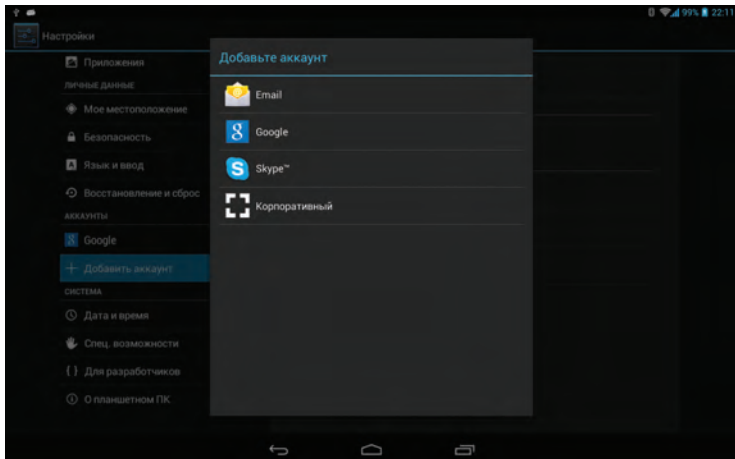 99% 22:11
Настройки
Приложения
ЛИЧНЫЕ ДАННЫЕ
Мое местоположение
Безопасность
Язык и ввод
Восстановление и сброс
АККАУНТЫ
Google
Добавить аккаунт
СИСТЕМА
Дата и время
Спец. возможности
Для разработчиков
О планшетном ПК
Добавьте аккаунт
Email
Google
Skype™
Корпоративный